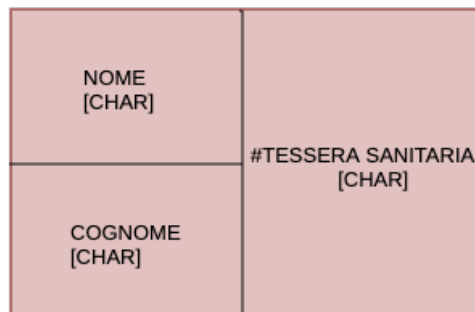 NOME
[CHAR]
#TESSERA SANITARIA
[CHAR]
COGNOME
[CHAR]